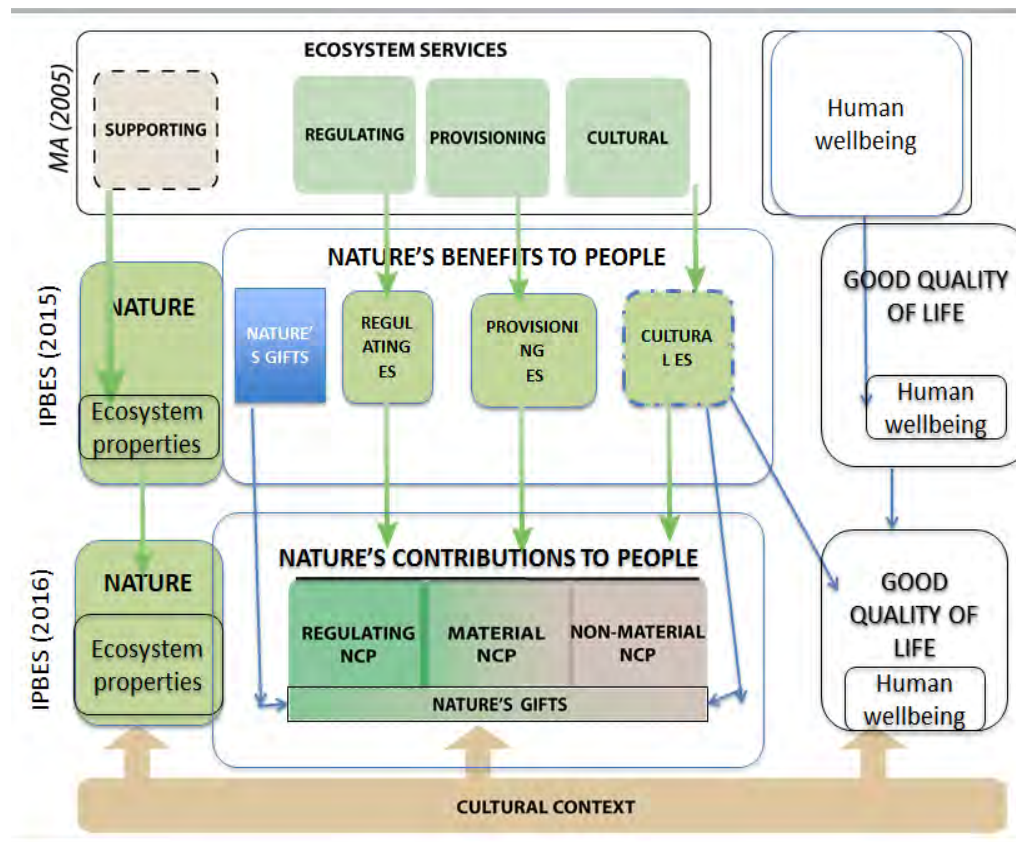 ECOSYSTEM SERVICES
MA (2005)
SUPPORTING
REGULATING
PROVISIONING
CULTURAL
Human
wellbeing
IPBES (2015)
NATURE
Ecosystem
properties
NATURE'S BENEFITS TO PEOPLE
NATURE'
S GIFTS
REGUL
ATING
ES
PROVISIONI
NG
ES
CULTURA
L ES
GOOD QUALITY
OF LIFE
Human
wellbeing
IPBES (2016)
NATURE
Ecosystem
properties
NATURE'S CONTRIBUTIONS TO PEOPLE
REGULATING
NCP
MATERIAL
NCP
NON-MATERIAL
NCP
NATURE'S GIFTS
GOOD
QUALITY OF
LIFE
Human
wellbeing
CULTURAL CONTEXT